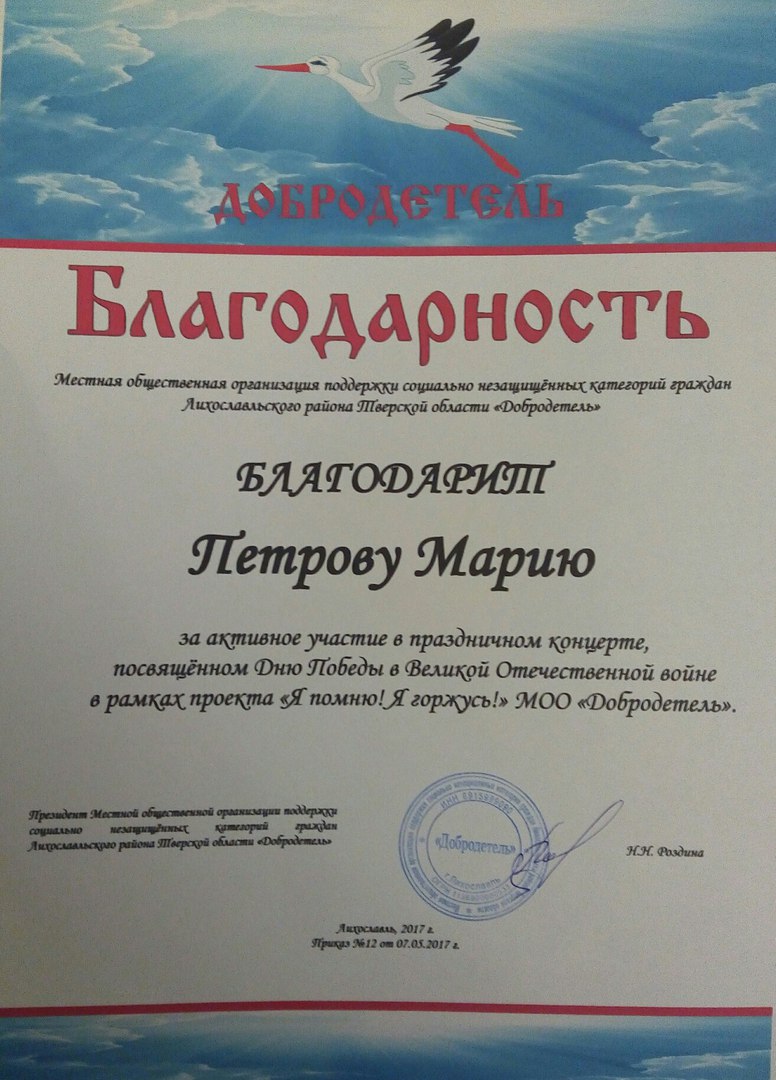 ДОБРОДЕТЕЛЬ
Благодарность
Местная общественная организация поддержки социально незащищённых категорий граждан
Лихославльского района Тверской области «Добродетель»
БЛАГОДАРИТ
Петрову Марию
за активное участие в праздничном концерте,
посвящённом Дню Победы в Великой Отечественной войне
в рамках проекта «Я помню! Я горжусь!» МОО «Добродетель».
Президент Местной общественной организации поддержки
социально незащищённых категорий граждан
Лихославльского района Тверской области «Добродетель»
«Добродетель»
г. Лихославль
Н.Н. Роздина
Лихославль, 2017 г.
Приказ №12 от 07.05.2017 г.